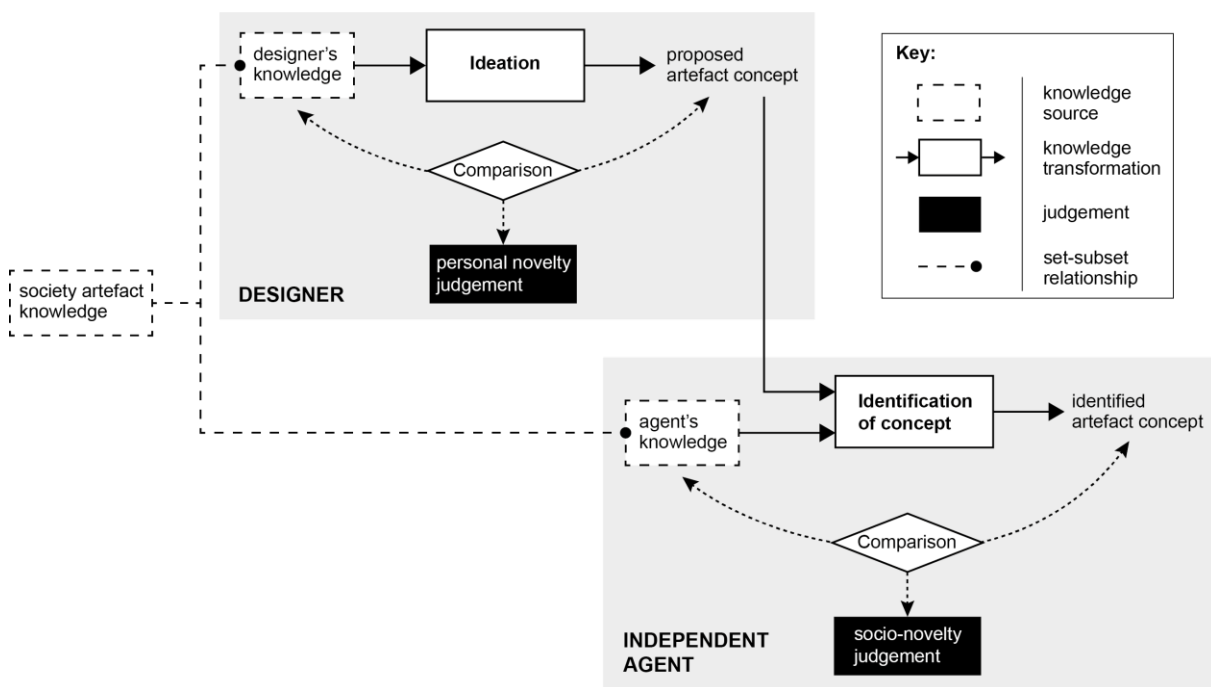 designer's
knowledge
Ideation
proposed
artefact concept
Comparison
personal novelty
judgement
DESIGNER
society artefact
knowledge
Key:
knowledge
source
knowledge
transformation
judgement
set-subset
relationship
agent's
knowledge
Identification
of concept
identified
artefact concept
Comparison
socio-novelty
judgement
INDEPENDENT
AGENT